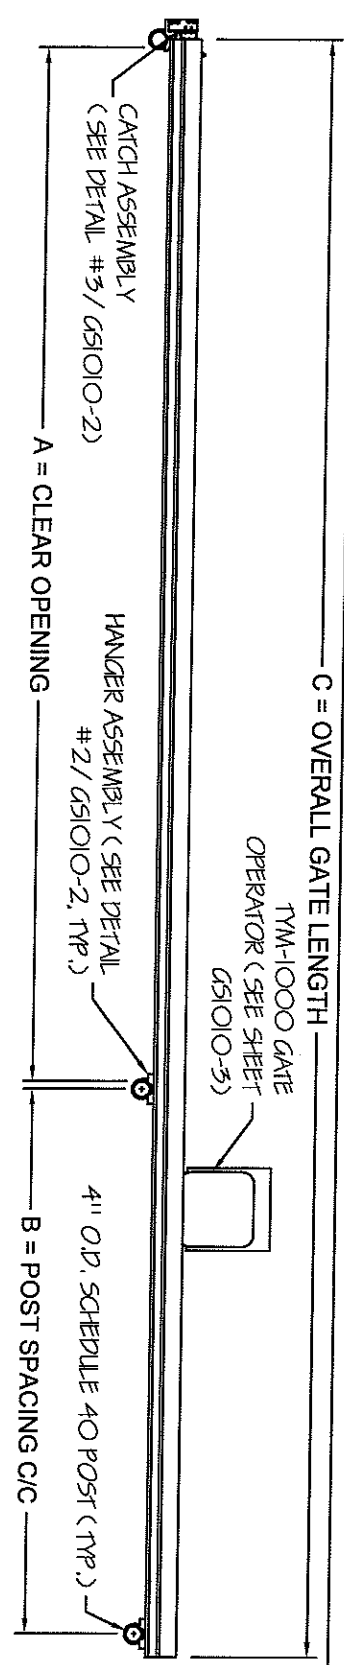 C = OVERALL GATE LENGTH
TYM-1000 GATE
OPERATOR (SEE SHEET
GS1010-3)
CATCH ASSEMBLY
(SEE DETAIL #3/GS1010-2)
HANGER ASSEMBLY (SEE DETAIL
#2/GS1010-2, TYP.)
4" O.D. SCHEDULE 40 POST (TYP.)
A = CLEAR OPENING
B = POST SPACING C/C